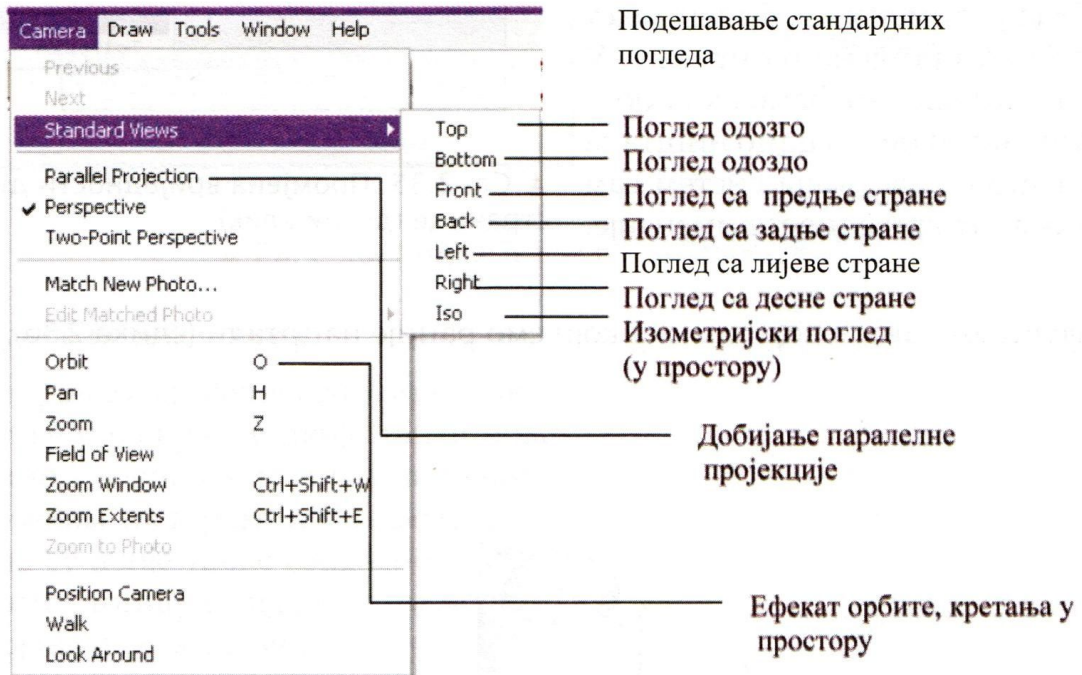 Camera Draw Tools Window Help
Previous
Next
Standard Views
Parallel Projection
Perspective
Two-Point Perspective
Match New Photo...
Edit Matched Photo
Orbit O
Pan H
Zoom Z
Field of View
Zoom Window Ctrl+Shift+W
Zoom Extents Ctrl+Shift+E
Zoom to Photo
Position Camera
Walk
Look Around
Top
Bottom
Front
Back
Left
Right
Iso
Подешавање стандардних
погледа
Поглед одозго
Поглед одоздо
Поглед са предње стране
Поглед са задње стране
Поглед са лијеве стране
Поглед са десне стране
Изометријски поглед
(у простору)
Добијање паралелне
пројекције
Ефекат орбите, кретања у
простору